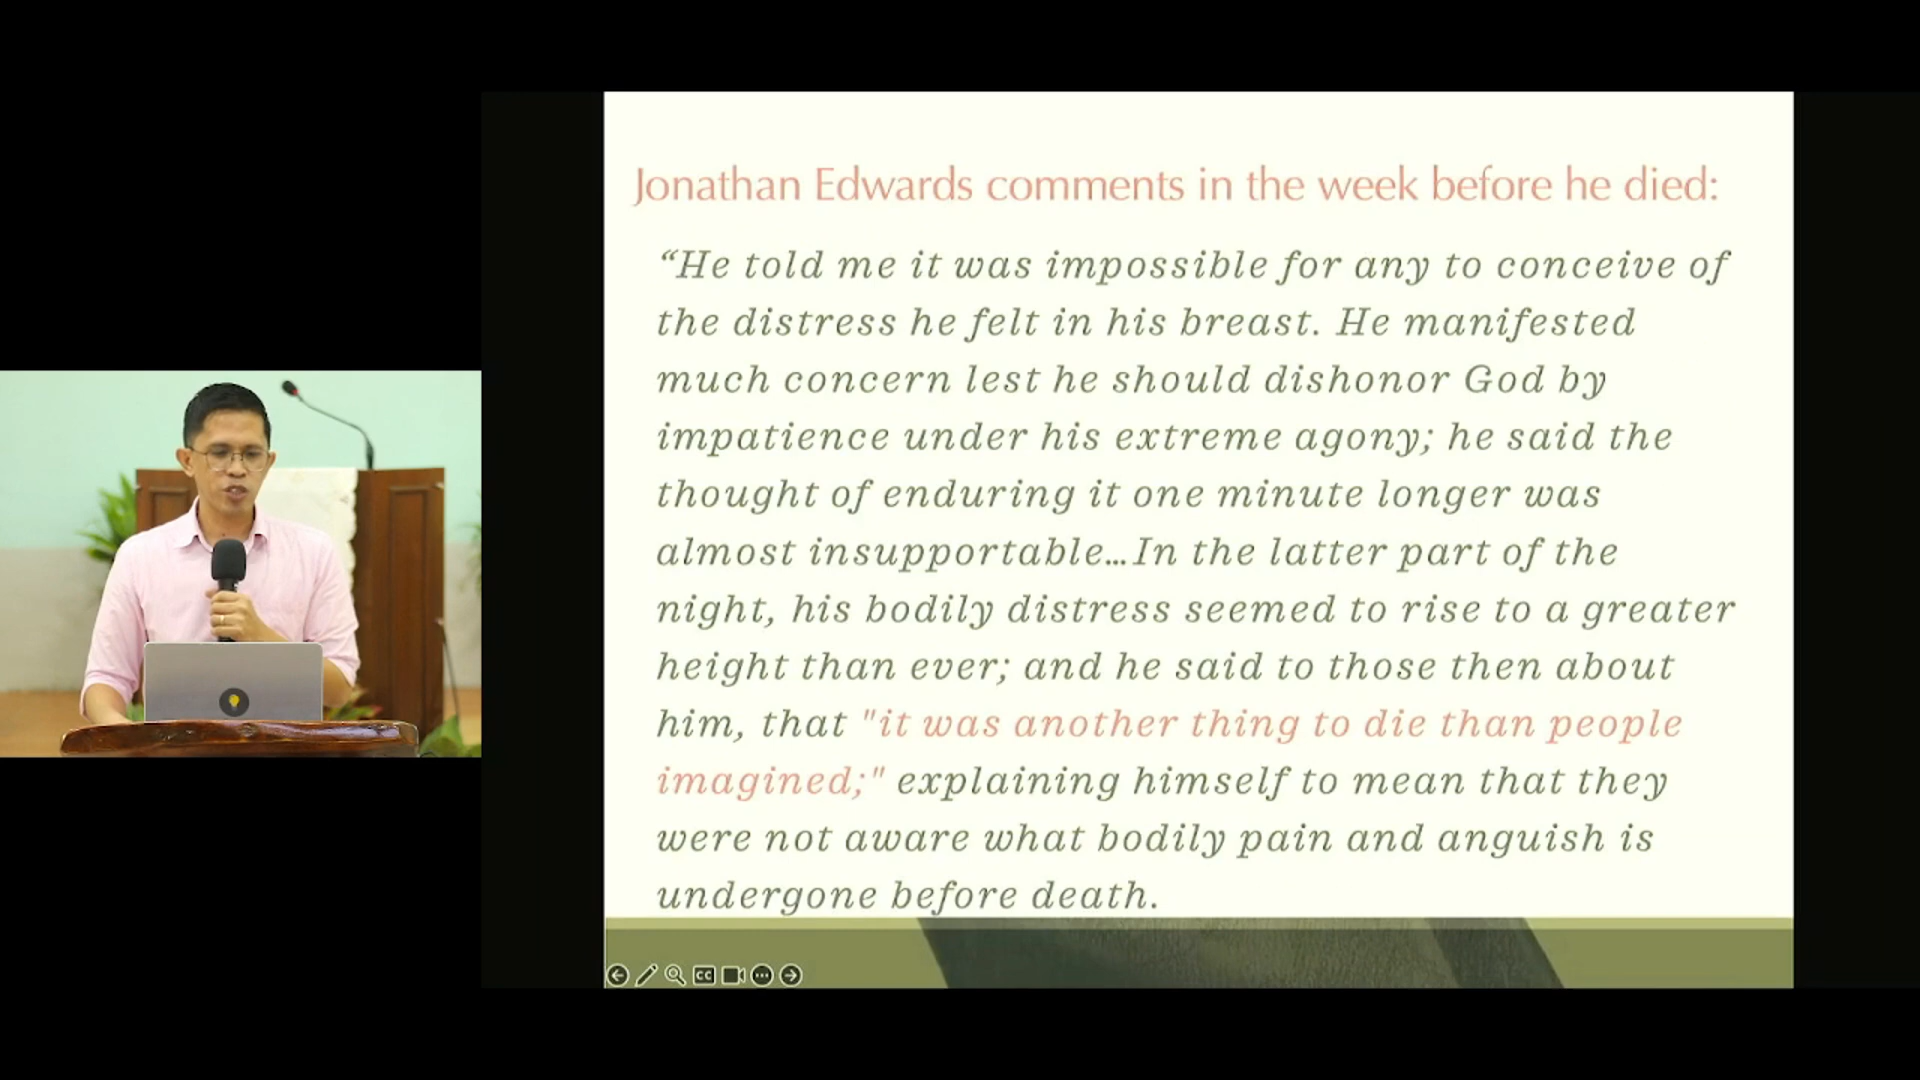 Jonathan Edwards comments in the week before he died:
“He told me it was impossible for any to conceive of
the distress he felt in his breast. He manifested
much concern lest he should dishonor God by
impatience under his extreme agony; he said the
thought of enduring it one minute longer was
almost insupportable...In the latter part of the
night, his bodily distress seemed to rise to a greater
height than ever; and he said to those then about
him, that "it was another thing to die than people
imagined;" explaining himself to mean that they
were not aware what bodily pain and anguish is
undergone before death.
CC